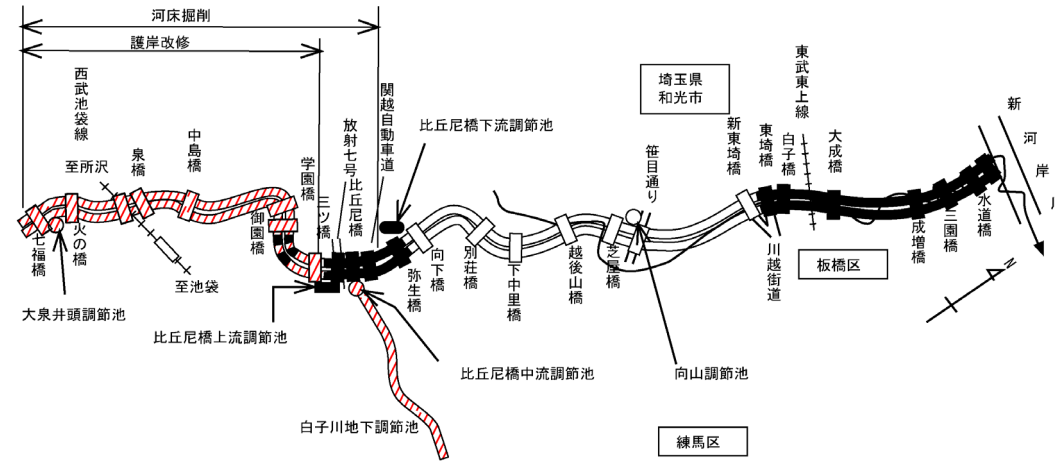 河床掘削
護岸改修
西武池袋線
至所沢
泉橋
中島橋
学園橋
三ツ橋
放射七号
比丘尼橋
関越自動車道
比丘尼橋下流調節池
埼玉県
和光市
笹目通り
新東埼橋
東埼橋
白子橋
東武東上線
大成橋
新河岸川
七福橋
火の橋
御園橋
至池袋
大泉井頭調節池
比丘尼橋上流調節池
弥生橋
向下橋
別荘橋
下中里橋
越後山橋
芝屋橋
川越街道
成増橋
三園橋
水道橋
板橋区
N
比丘尼橋中流調節池
向山調節池
白子川地下調節池
練馬区